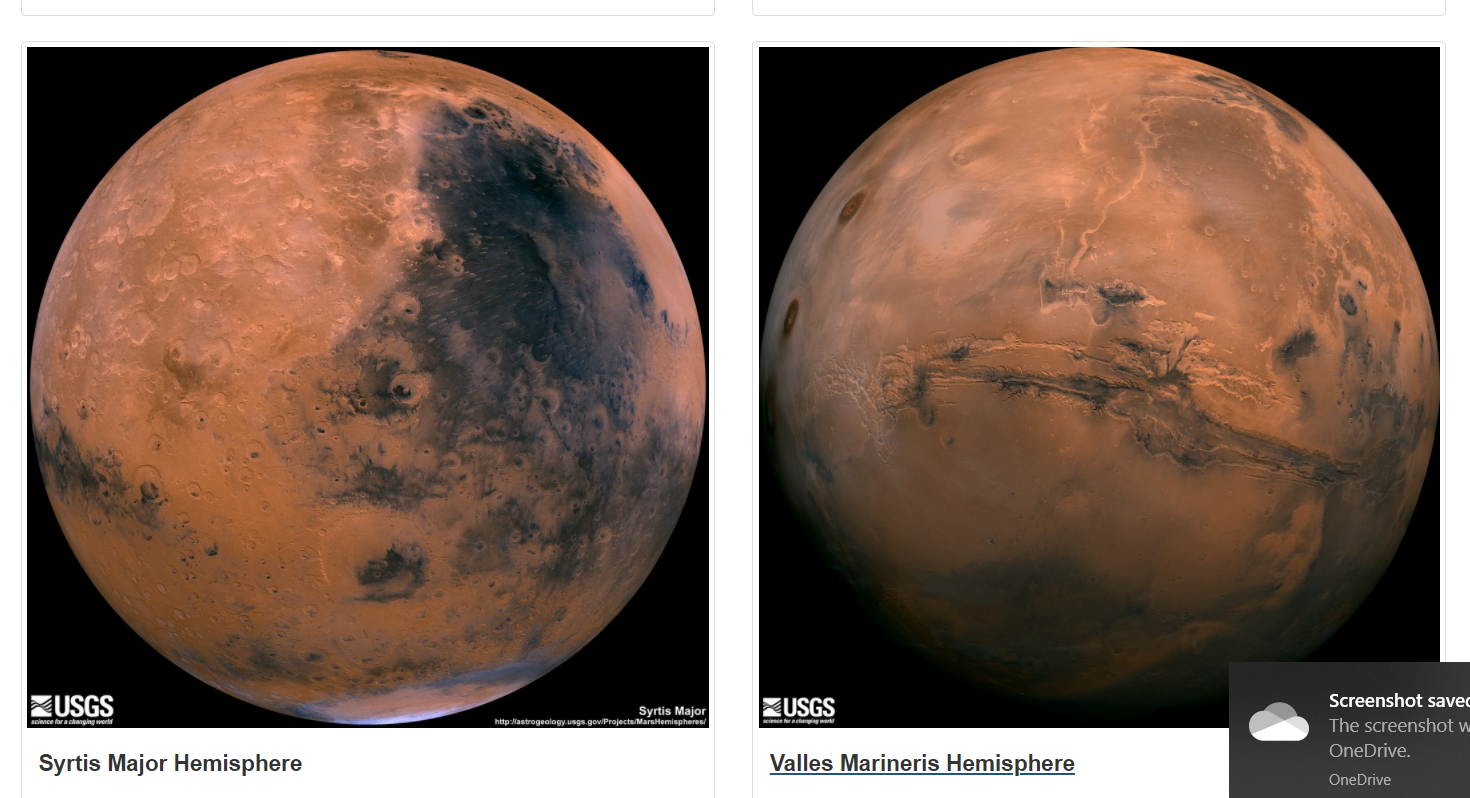 USGS
science for a changing world
Syrtis Major
http://astrogeology.usgs.gov/Projects/MarsHemispheres/
USGS
science for a changing world
Syrtis Major Hemisphere
Valles Marineris Hemisphere
Screenshot saved
The screenshot w
OneDrive.
OneDrive